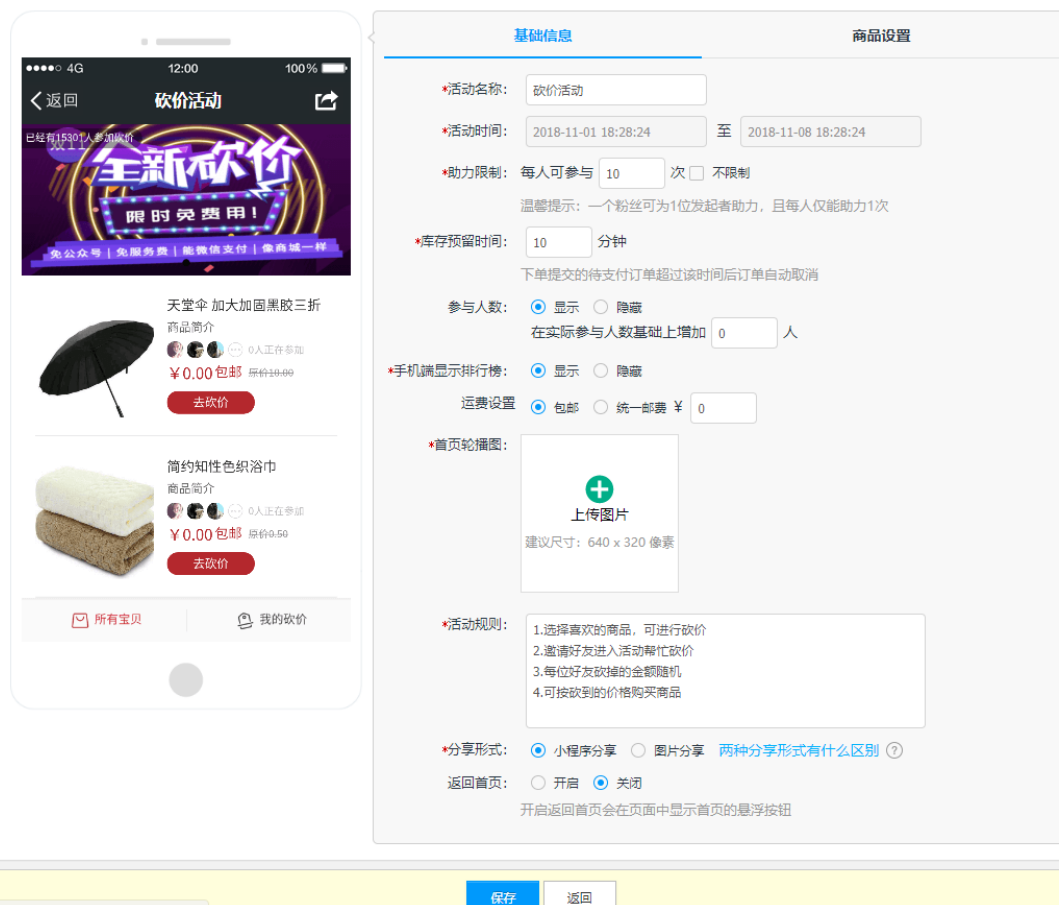 4G 12:00 100%
返回 砍价活动
已经有15301人参加砍价
双11
全新砍价
限时免费用!
免公众号 | 免服务费 | 能微信支付 | 像商城一样
天堂伞 加大加固黑胶三折
商品简介
0人正在参加
¥0.00包邮 原价10.00
去砍价
简约知性色织浴巾
商品简介
0人正在参加
¥0.00包邮 原价0.50
去砍价
所有宝贝 我的砍价
基础信息 商品设置
*活动名称: 砍价活动
*活动时间: 2018-11-01 18:28:24 至 2018-11-08 18:28:24
*助力限制: 每人可参与 10 次 不限制
温馨提示:一个粉丝可为1位发起者助力,且每人仅能助力1次
*库存预留时间: 10 分钟
下单提交的待支付订单超过该时间后订单自动取消
参与人数: 显示 隐藏
在实际参与人数基础上增加 0 人
*手机端显示排行榜: 显示 隐藏
运费设置 包邮 统一邮费 ¥ 0
*首页轮播图:
上传图片
建议尺寸:640 x 320 像素
*活动规则: 1.选择喜欢的商品,可进行砍价
2.邀请好友进入活动帮忙砍价
3.每位好友砍掉的金额随机
4.可按砍到的价格购买商品
*分享形式: 小程序分享 图片分享 两种分享形式有什么区别 ?
返回首页: 开启 关闭
开启返回首页会在页面中显示首页的悬浮按钮
保存 返回